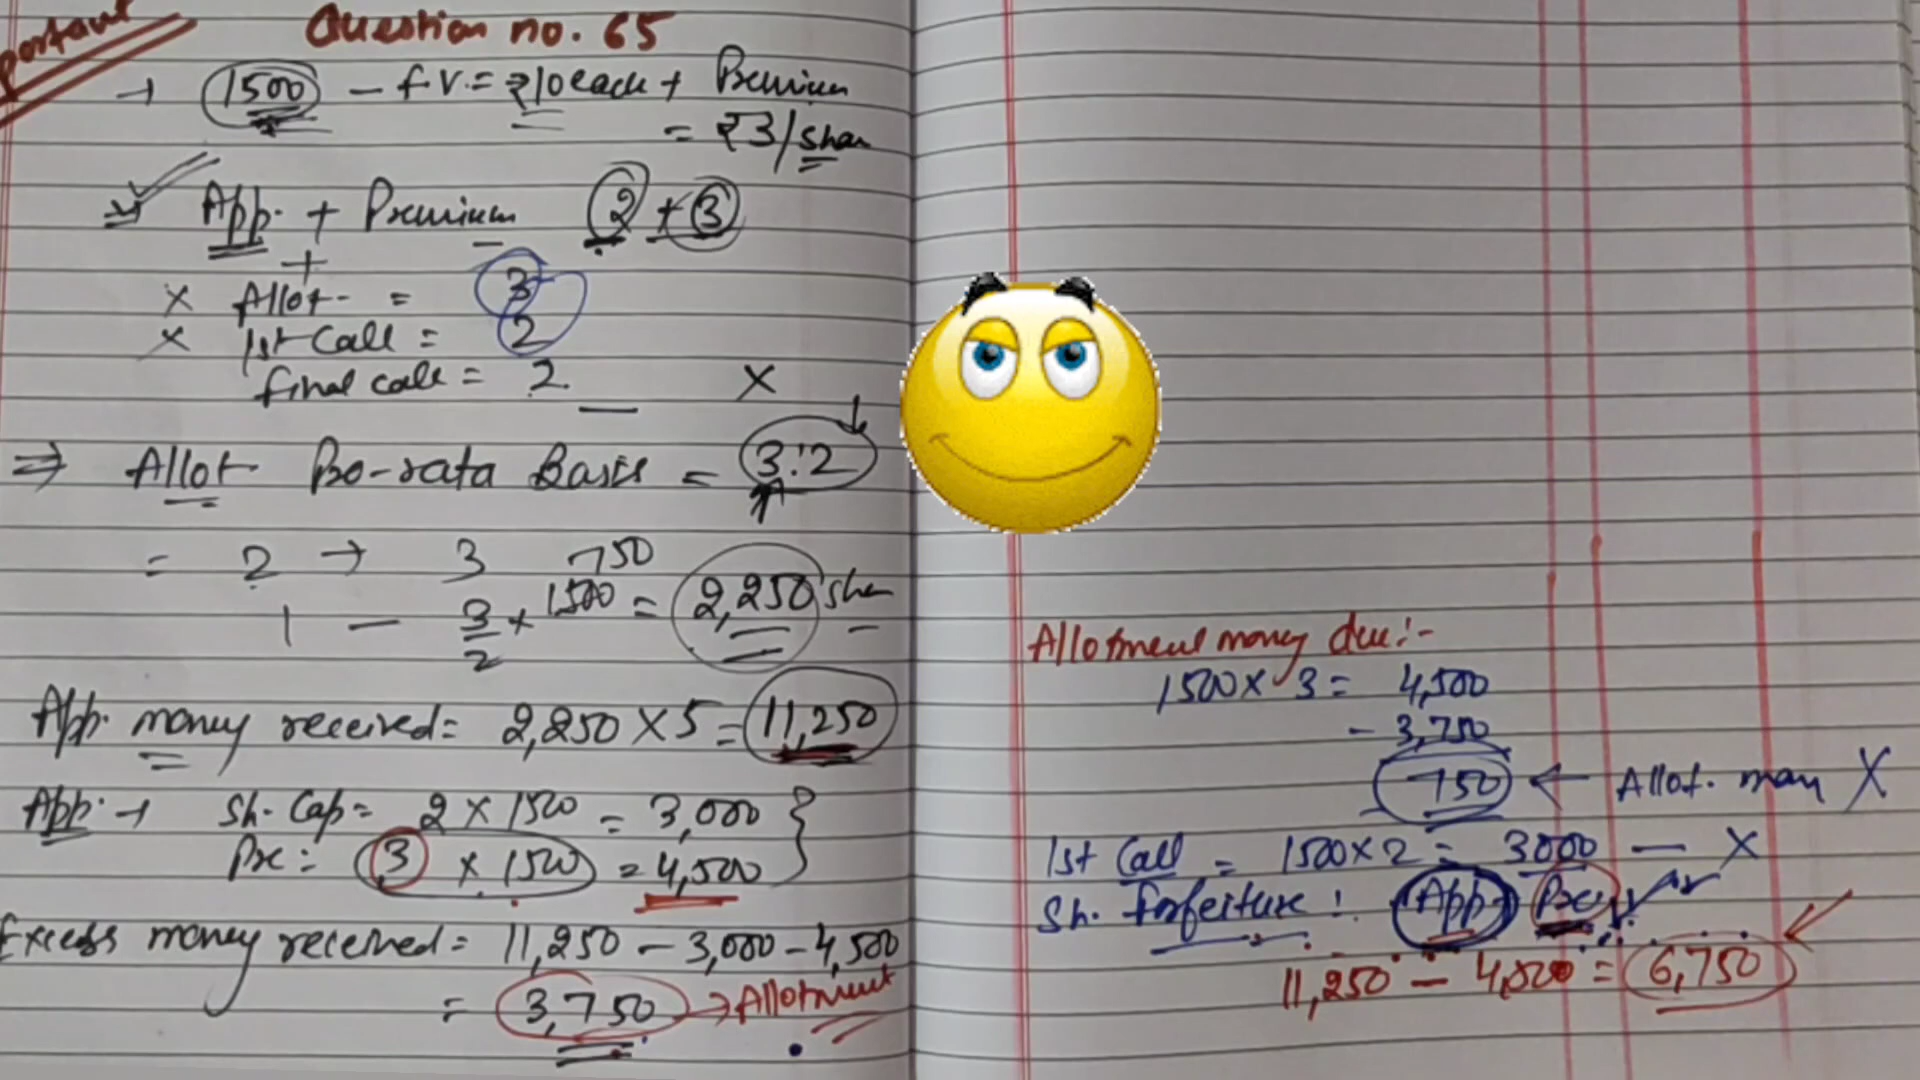 Question no. 65
→ 1500 - f V. = ₹10 each + Premium
= ₹3/share
App. + Premium 2 + 3
+
X Allot. = 3
X 1st Call = 2
final call = 2 X
⇒ Allot Pro-rata Basis = 3:2
= 2 → 3 750
1 - 3/2 × 1500 = 2,250 share
App. money received = 2,250 X 5 = 11,250
App. → Sh. Cap = 2 X 1500 = 3,000
Pre: 3 X 1500 = 4,500
Excess money received = 11,250 - 3,000 - 4,500
= 3,750 → Allotment
Allotment money due:-
1500 X 3 = 4,500
- 3,750
750 ← Allot. money X
1st Call = 1500 X 2 = 3000 - X
Sh. Forfeiture: App. Pre
11,250 - 4,500 = 6,750